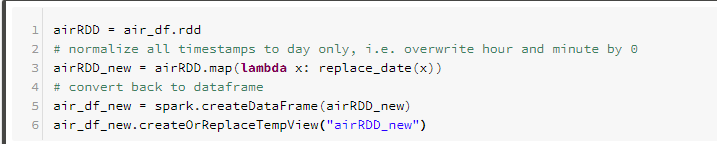 1 airRDD = air_df.rdd
2 # normalize all timestamps to day only, i.e. overwrite hour and minute by 0
3 airRDD_new = airRDD.map(lambda x: replace_date(x))
4 # convert back to dataframe
5 air_df_new = spark.createDataFrame(airRDD_new)
6 air_df_new.createOrReplaceTempView("airRDD_new")